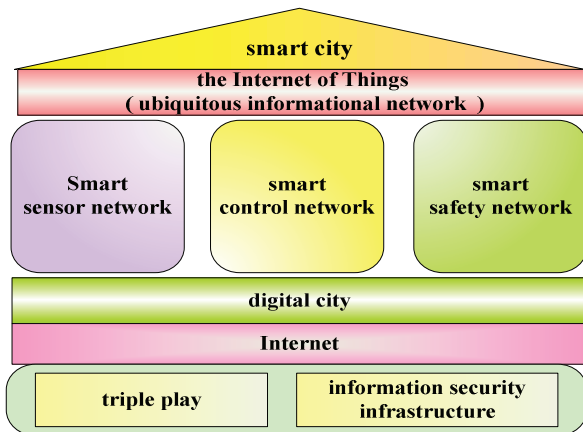 smart city
the Internet of Things
( ubiquitous informational network )
Smart
sensor network
smart
control network
smart
safety network
digital city
Internet
triple play
information security
infrastructure